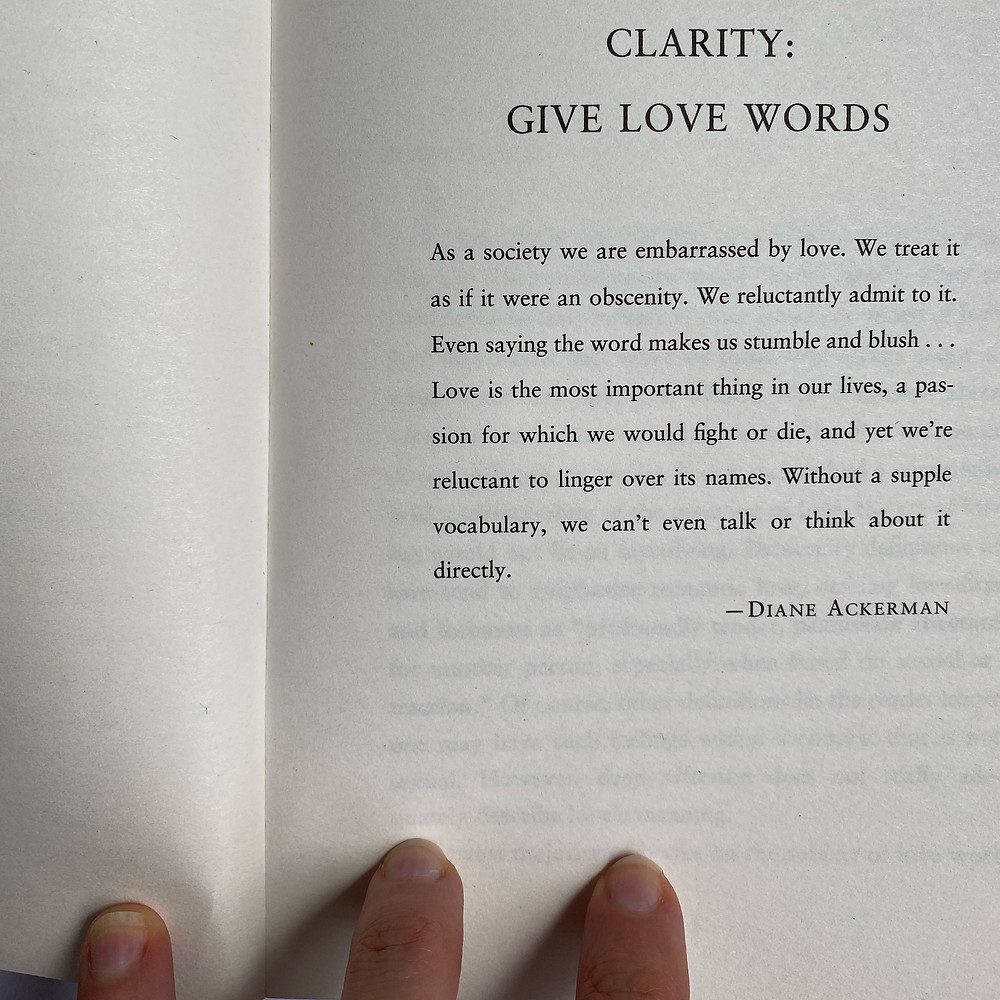 CLARITY:
GIVE LOVE WORDS
As a society we are embarrassed by love. We treat it
as if it were an obscenity. We reluctantly admit to it.
Even saying the word makes us stumble and blush . . .
Love is the most important thing in our lives, a pas-
sion for which we would fight or die, and yet we’re
reluctant to linger over its names. Without a supple
vocabulary, we can’t even talk or think about it
directly.
—DIANE ACKERMAN